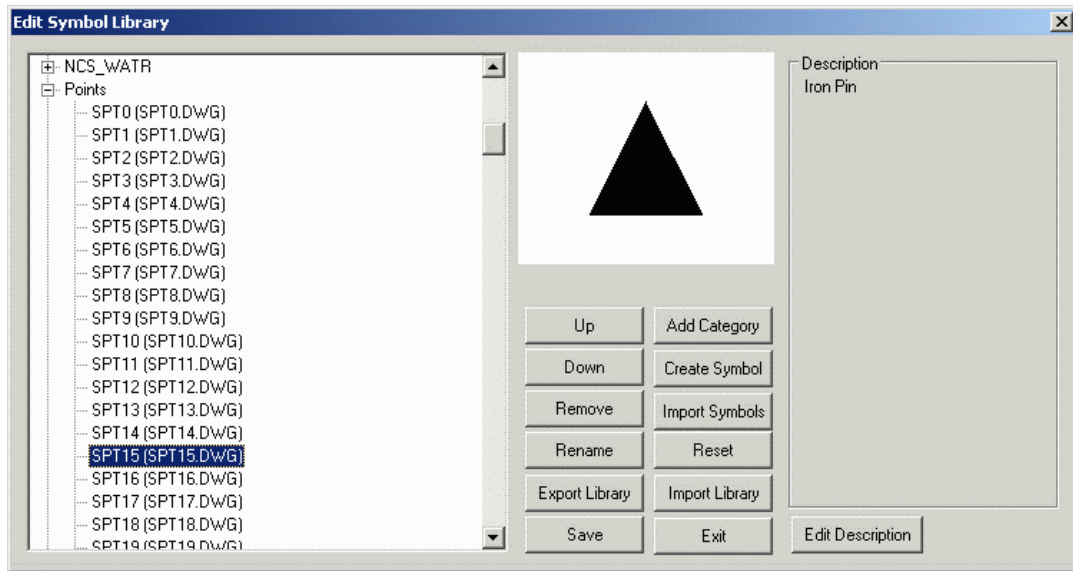 Edit Symbol Library
NCS_WATR
Points
SPT0 (SPT0.DWG)
SPT1 (SPT1.DWG)
SPT2 (SPT2.DWG)
SPT3 (SPT3.DWG)
SPT4 (SPT4.DWG)
SPT5 (SPT5.DWG)
SPT6 (SPT6.DWG)
SPT7 (SPT7.DWG)
SPT8 (SPT8.DWG)
SPT9 (SPT9.DWG)
SPT10 (SPT10.DWG)
SPT11 (SPT11.DWG)
SPT12 (SPT12.DWG)
SPT13 (SPT13.DWG)
SPT14 (SPT14.DWG)
SPT15 (SPT15.DWG)
SPT16 (SPT16.DWG)
SPT17 (SPT17.DWG)
SPT18 (SPT18.DWG)
SPT19 (SPT19.DWG)
Up
Add Category
Down
Create Symbol
Remove
Import Symbols
Rename
Reset
Export Library
Import Library
Save
Exit
Description
Iron Pin
Edit Description